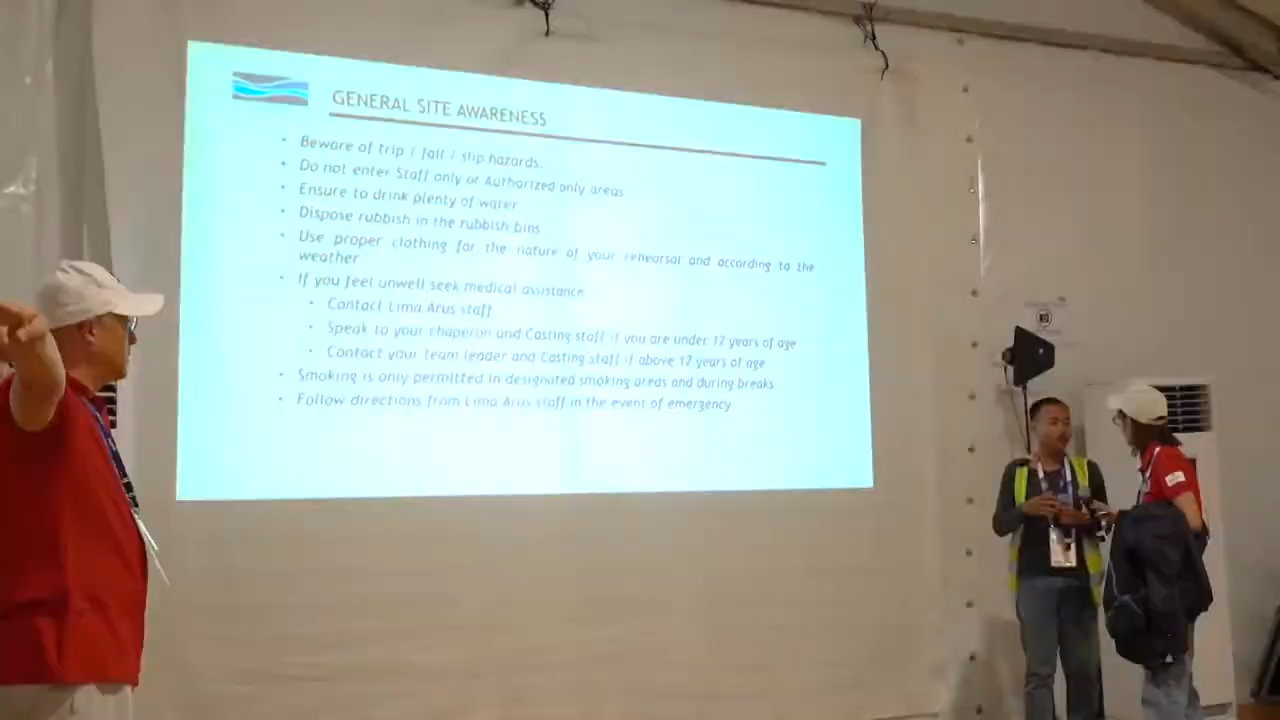 GENERAL SITE AWARENESS
• Beware of trip / fall / slip hazards.
• Do not enter Staff only or Authorized only areas
• Ensure to drink plenty of water
• Dispose rubbish in the rubbish bins
• Use proper clothing for the nature of your rehearsal and according to the
weather
• If you feel unwell seek medical assistance
• Contact Lima Arus staff
• Speak to your chaperon and Casting staff if you are under 12 years of age
• Contact your team leader and Casting staff if above 12 years of age
• Smoking is only permitted in designated smoking areas and during breaks
• Follow directions from Lima Arus staff in the event of emergency